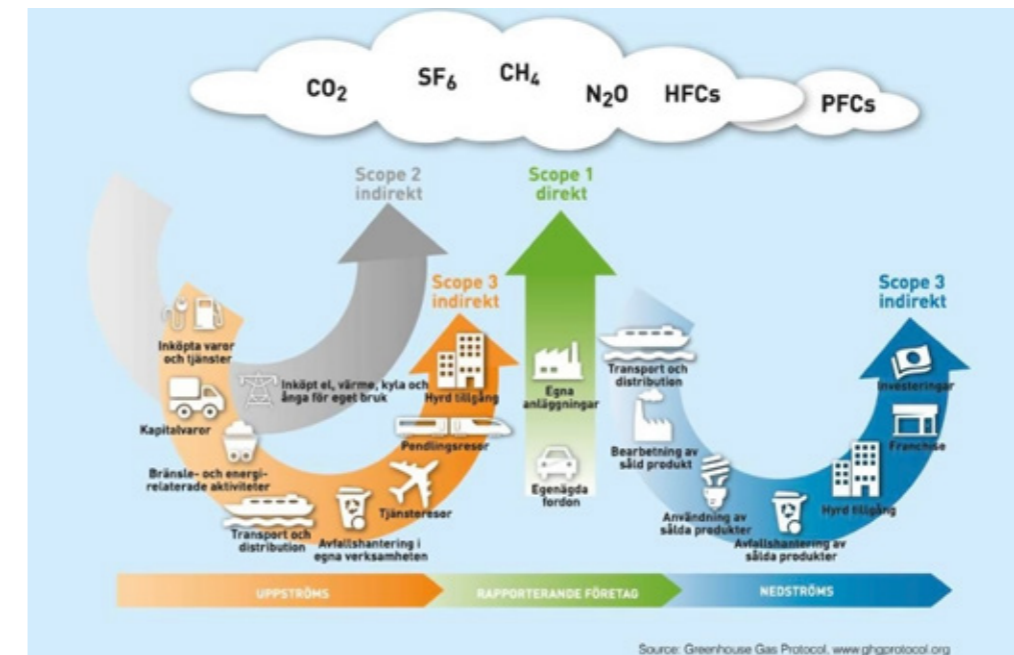 CO₂
SF₆
CH₄
N₂O
HFCs
PFCs
Scope 2
indirekt
Scope 1
direkt
Scope 3
indirekt
Scope 3
indirekt
Inköpta varor
och tjänster
Inköpt el, värme, kyla och
ånga för eget bruk
Kapitalvaror
Bränsle- och energi-
relaterade aktiviteter
Transport och
distribution
Avfallshantering i
egna verksamheten
Tjänsteresor
Pendlingsresor
Hyrd tillgång
Egna
anläggningar
Egenägda
fordon
Transport och
distribution
Bearbetning av
såld produkt
Användning av
sålda produkter
Avfallshantering av
sålda produkter
Hyrd tillgång
Franchise
Investeringar
UPPSTRÖMS
RAPPORTERANDE FÖRETAG
NEDSTRÖMS
Source: Greenhouse Gas Protocol, www.ghgprotocol.org